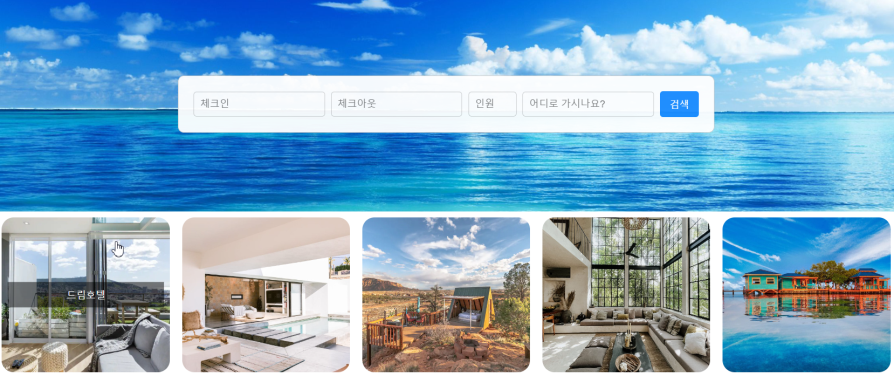 체크인
체크아웃
인원
어디로 가시나요?
검색
드림호텔